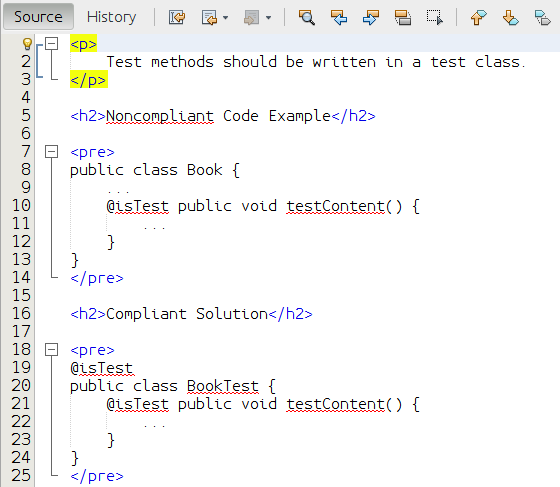 Source History
<p>
2 Test methods should be written in a test class.
3 </p>
4
5 <h2>Noncompliant Code Example</h2>
6
7 <pre>
8 public class Book {
9 ...
10 @isTest public void testContent() {
11 ...
12 }
13 }
14 </pre>
15
16 <h2>Compliant Solution</h2>
17
18 <pre>
19 @isTest
20 public class BookTest {
21 @isTest public void testContent() {
22 ...
23 }
24 }
25 </pre>